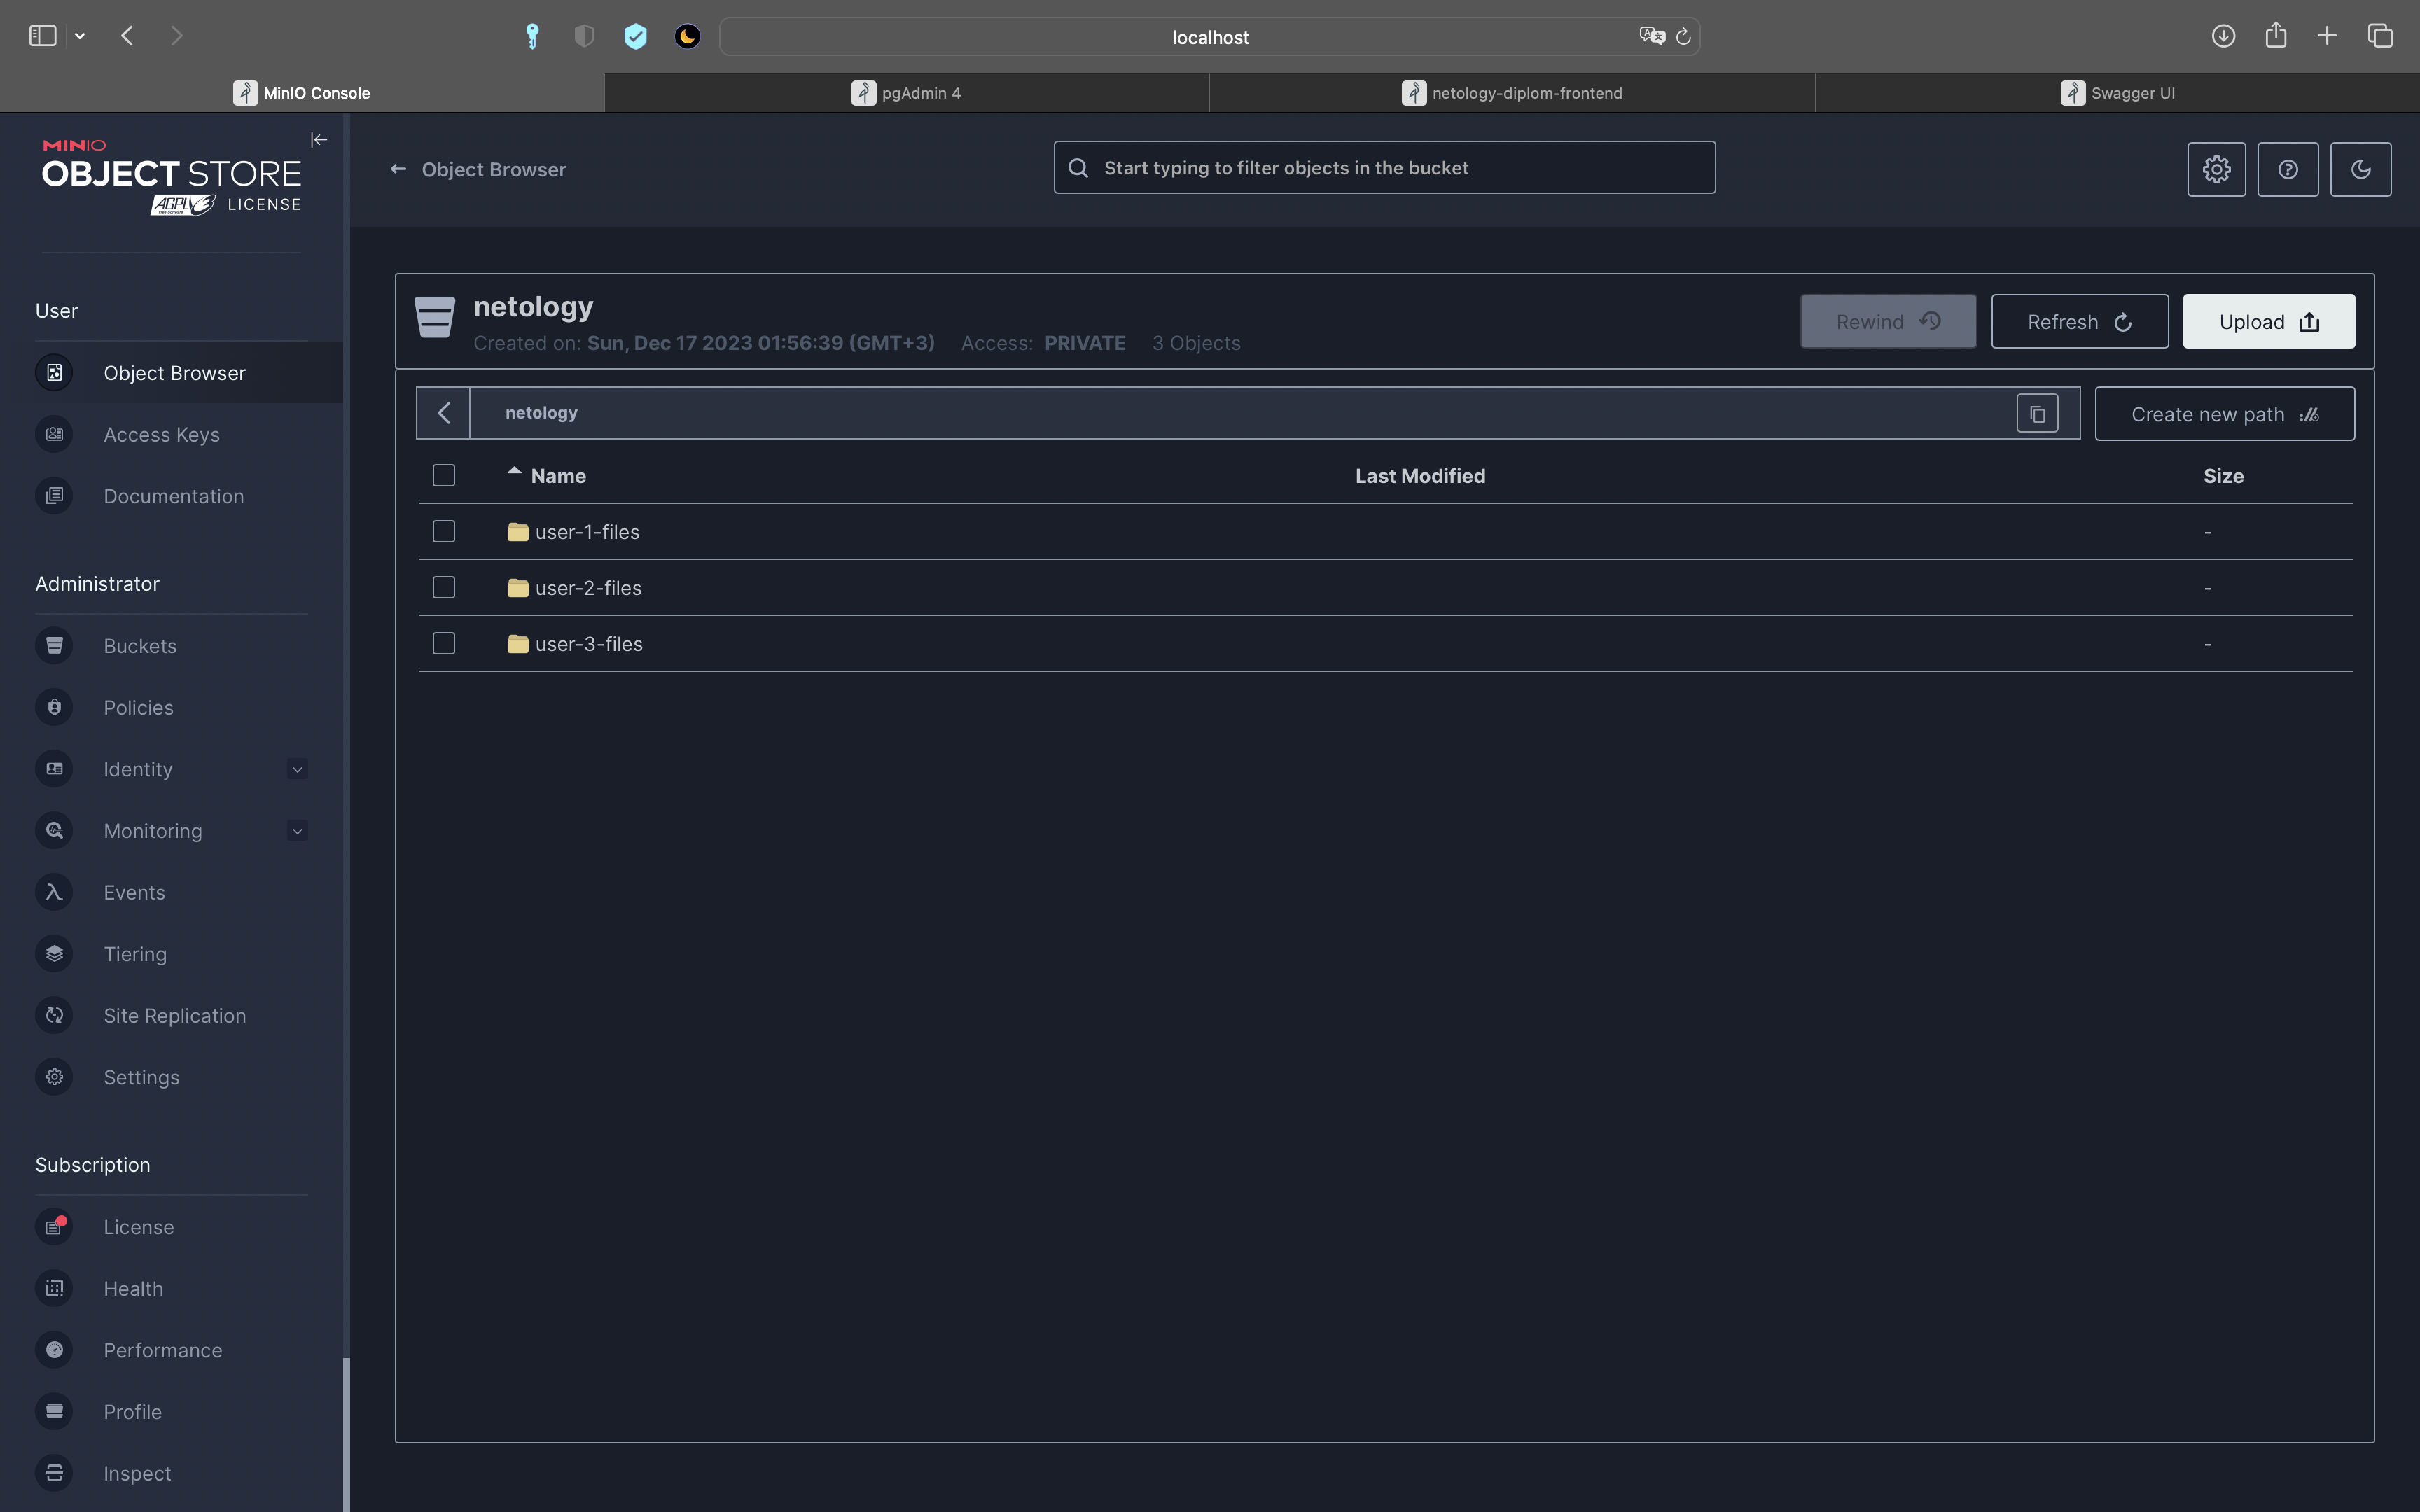 localhost
MinIO Console
pgAdmin 4
netology-diplom-frontend
Swagger UI
MINIO
OBJECT STORE
AGPLv3 LICENSE
Object Browser
Start typing to filter objects in the bucket
User
Object Browser
Access Keys
Documentation
Administrator
Buckets
Policies
Identity
Monitoring
Events
Tiering
Site Replication
Settings
Subscription
License
Health
Performance
Profile
Inspect
netology
Created on: Sun, Dec 17 2023 01:56:39 (GMT+3) Access: PRIVATE 3 Objects
Rewind
Refresh
Upload
netology
Create new path
Name Last Modified Size
user-1-files -
user-2-files -
user-3-files -